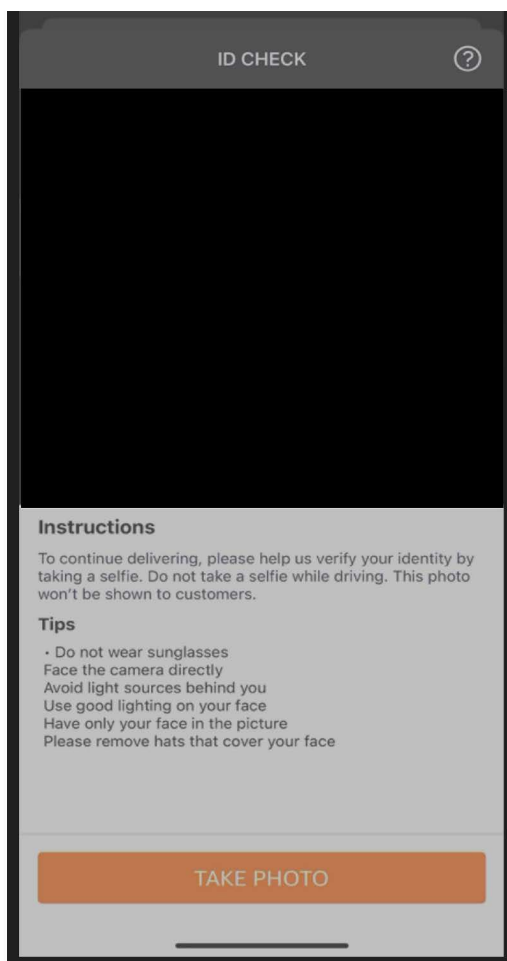 ID CHECK
?
Instructions
To continue delivering, please help us verify your identity by
taking a selfie. Do not take a selfie while driving. This photo
won’t be shown to customers.
Tips
• Do not wear sunglasses
Face the camera directly
Avoid light sources behind you
Use good lighting on your face
Have only your face in the picture
Please remove hats that cover your face
TAKE PHOTO